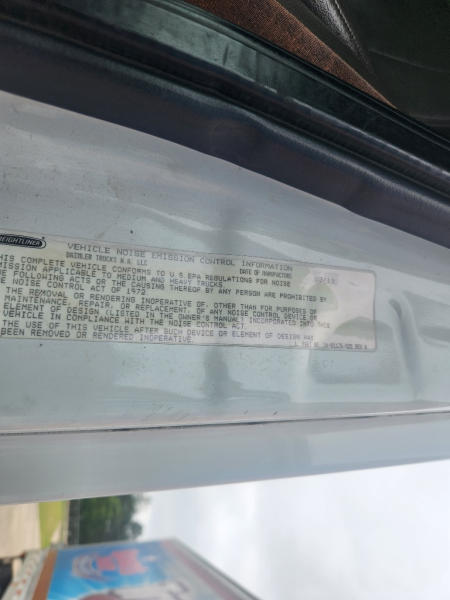 FREIGHTLINER
VEHICLE NOISE EMISSION CONTROL INFORMATION
DAIMLER TRUCKS N.A. LLC
DATE OF MANUFACTURE
THIS COMPLETE VEHICLE CONFORMS TO U.S.EPA REGULATIONS FOR NOISE
EMISSION APPLICABLE TO MEDIUM AND HEAVY TRUCKS
THE FOLLOWING ACTS OR THE CAUSING THEREOF BY ANY PERSON ARE PROHIBITED BY
THE NOISE CONTROL ACT OF 1972
THE REMOVAL OR RENDERING INOPERATIVE OF, OTHER THAN FOR PURPOSES OF
MAINTENANCE, REPAIR, OR REPLACEMENT, OF ANY NOISE CONTROL DEVICE OR
ELEMENT OF DESIGN (LISTED IN THE OWNER'S MANUAL) INCORPORATED INTO THIS
VEHICLE IN COMPLIANCE WITH THE NOISE CONTROL ACT.
THE USE OF THIS VEHICLE AFTER SUCH DEVICE OR ELEMENT OF DESIGN HAS
BEEN REMOVED OR RENDERED INOPERATIVE.
PART NO.